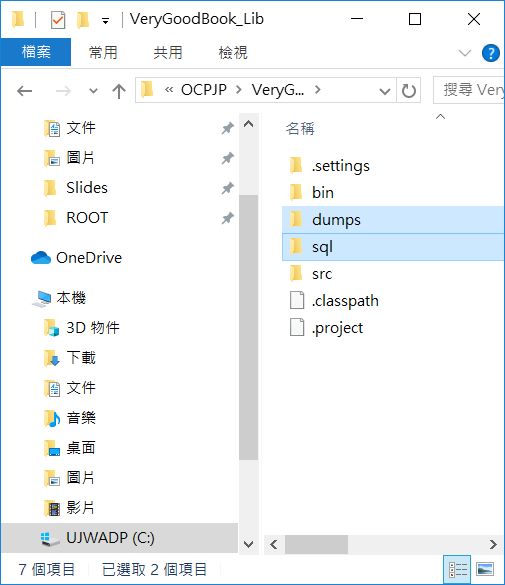 VeryGoodBook_Lib
檔案 常用 共用 檢視
« OCPJP VeryG... 搜尋 Very
文件
圖片
Slides
ROOT
OneDrive
本機
3D 物件
下載
文件
音樂
桌面
圖片
影片
UJWADP (C:)
名稱
.settings
bin
dumps
sql
src
.classpath
.project
7 個項目 已選取 2 個項目